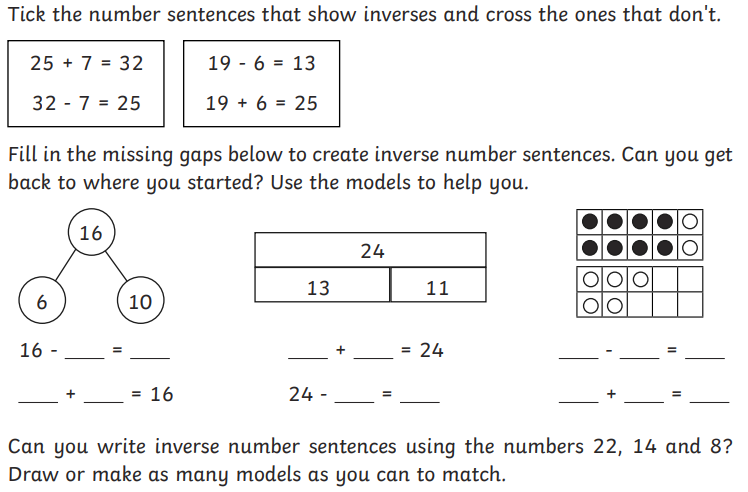 Tick the number sentences that show inverses and cross the ones that don't.
25 + 7 = 32
32 - 7 = 25
19 - 6 = 13
19 + 6 = 25
Fill in the missing gaps below to create inverse number sentences. Can you get
back to where you started? Use the models to help you.
16
6
10
24
13
11
16 - ____ = ____
____ + ____ = 16
____ + ____ = 24
24 - ____ = ____
____ - ____ = ____
____ + ____ = ____
Can you write inverse number sentences using the numbers 22, 14 and 8?
Draw or make as many models as you can to match.